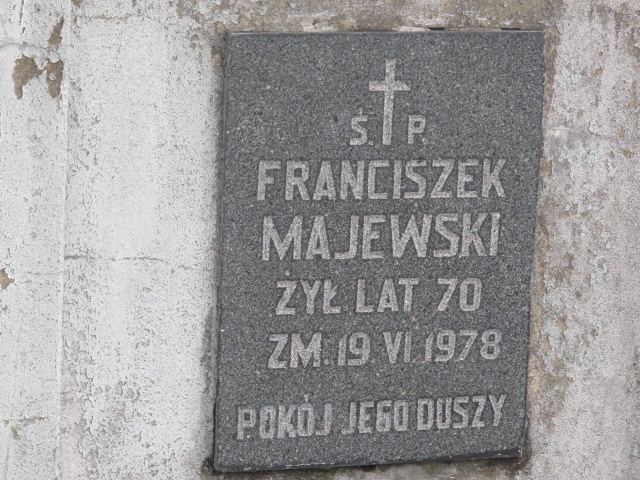 Ś. P.
FRANCISZEK
MAJEWSKI
ŻYŁ LAT 70
ZM. 19 VI 1978
POKÓJ JEGO DUSZY